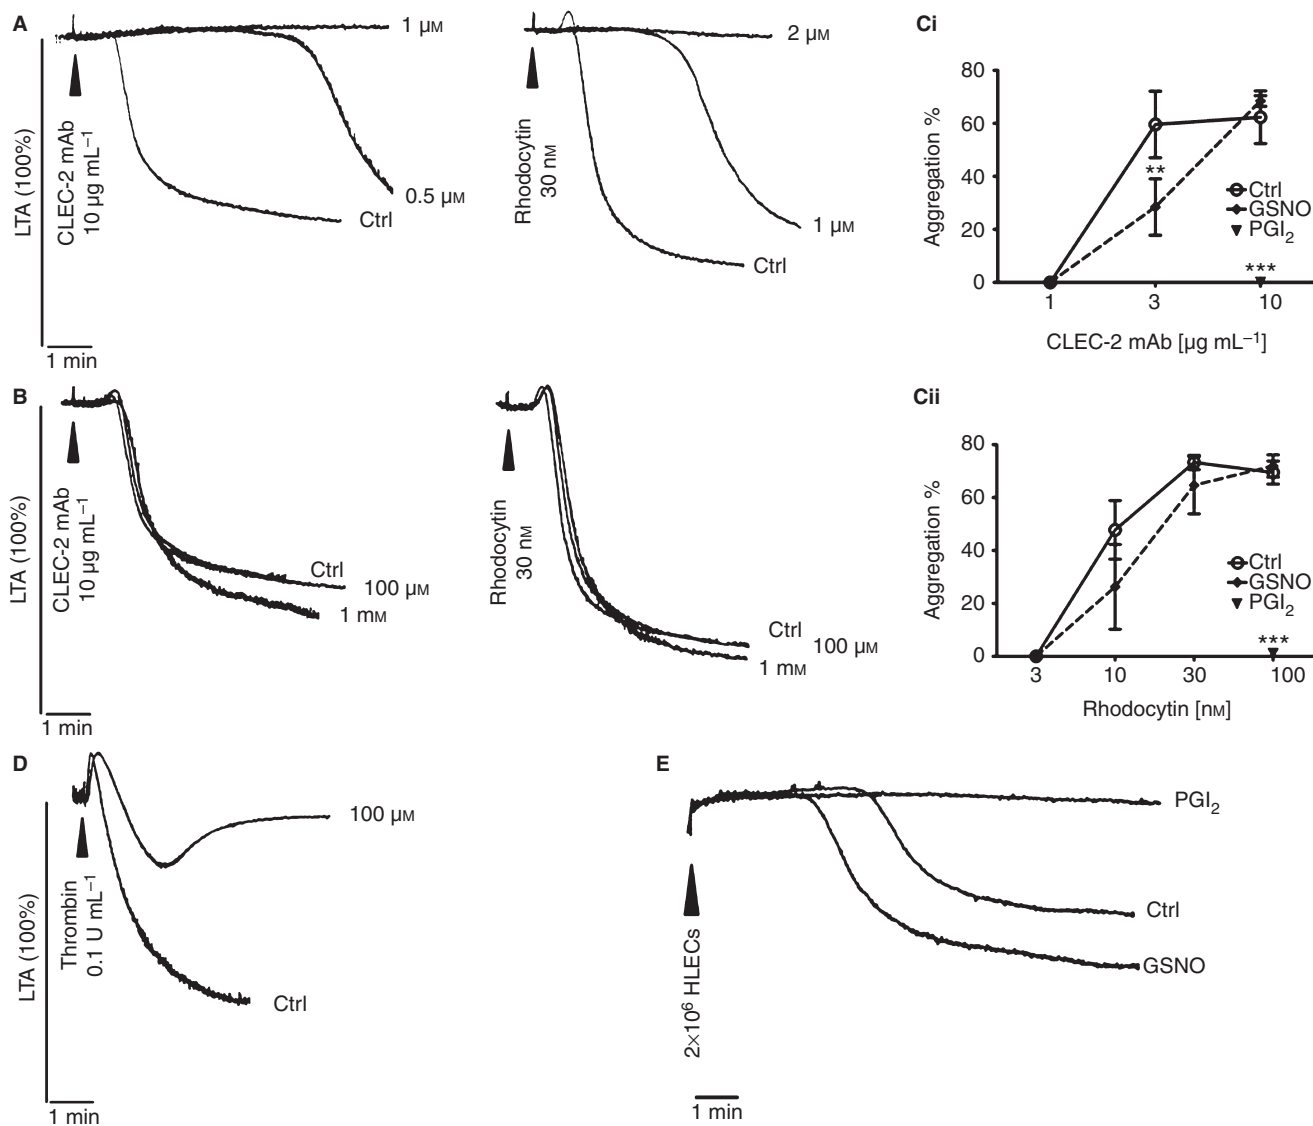 A
LTA (100%)
CLEC-2 mAb
10 µg mL⁻¹
1 µM
0.5 µM
Ctrl
1 min
Rhodocytin
30 nM
2 µM
1 µM
Ctrl
Ci
Aggregation %
80
60
40
20
0
**
***
Ctrl
GSNO
PGI₂
1 3 10
CLEC-2 mAb [µg mL⁻¹]
B
LTA (100%)
CLEC-2 mAb
10 µg mL⁻¹
Ctrl
100 µM
1 mM
1 min
Rhodocytin
30 nM
Ctrl
100 µM
1 mM
Cii
Aggregation %
80
60
40
20
0
Ctrl
GSNO
PGI₂
***
3 10 30 100
Rhodocytin [nM]
D
LTA (100%)
Thrombin
0.1 U mL⁻¹
100 µM
Ctrl
1 min
E
2×10⁶ HLECs
PGI₂
Ctrl
GSNO
1 min